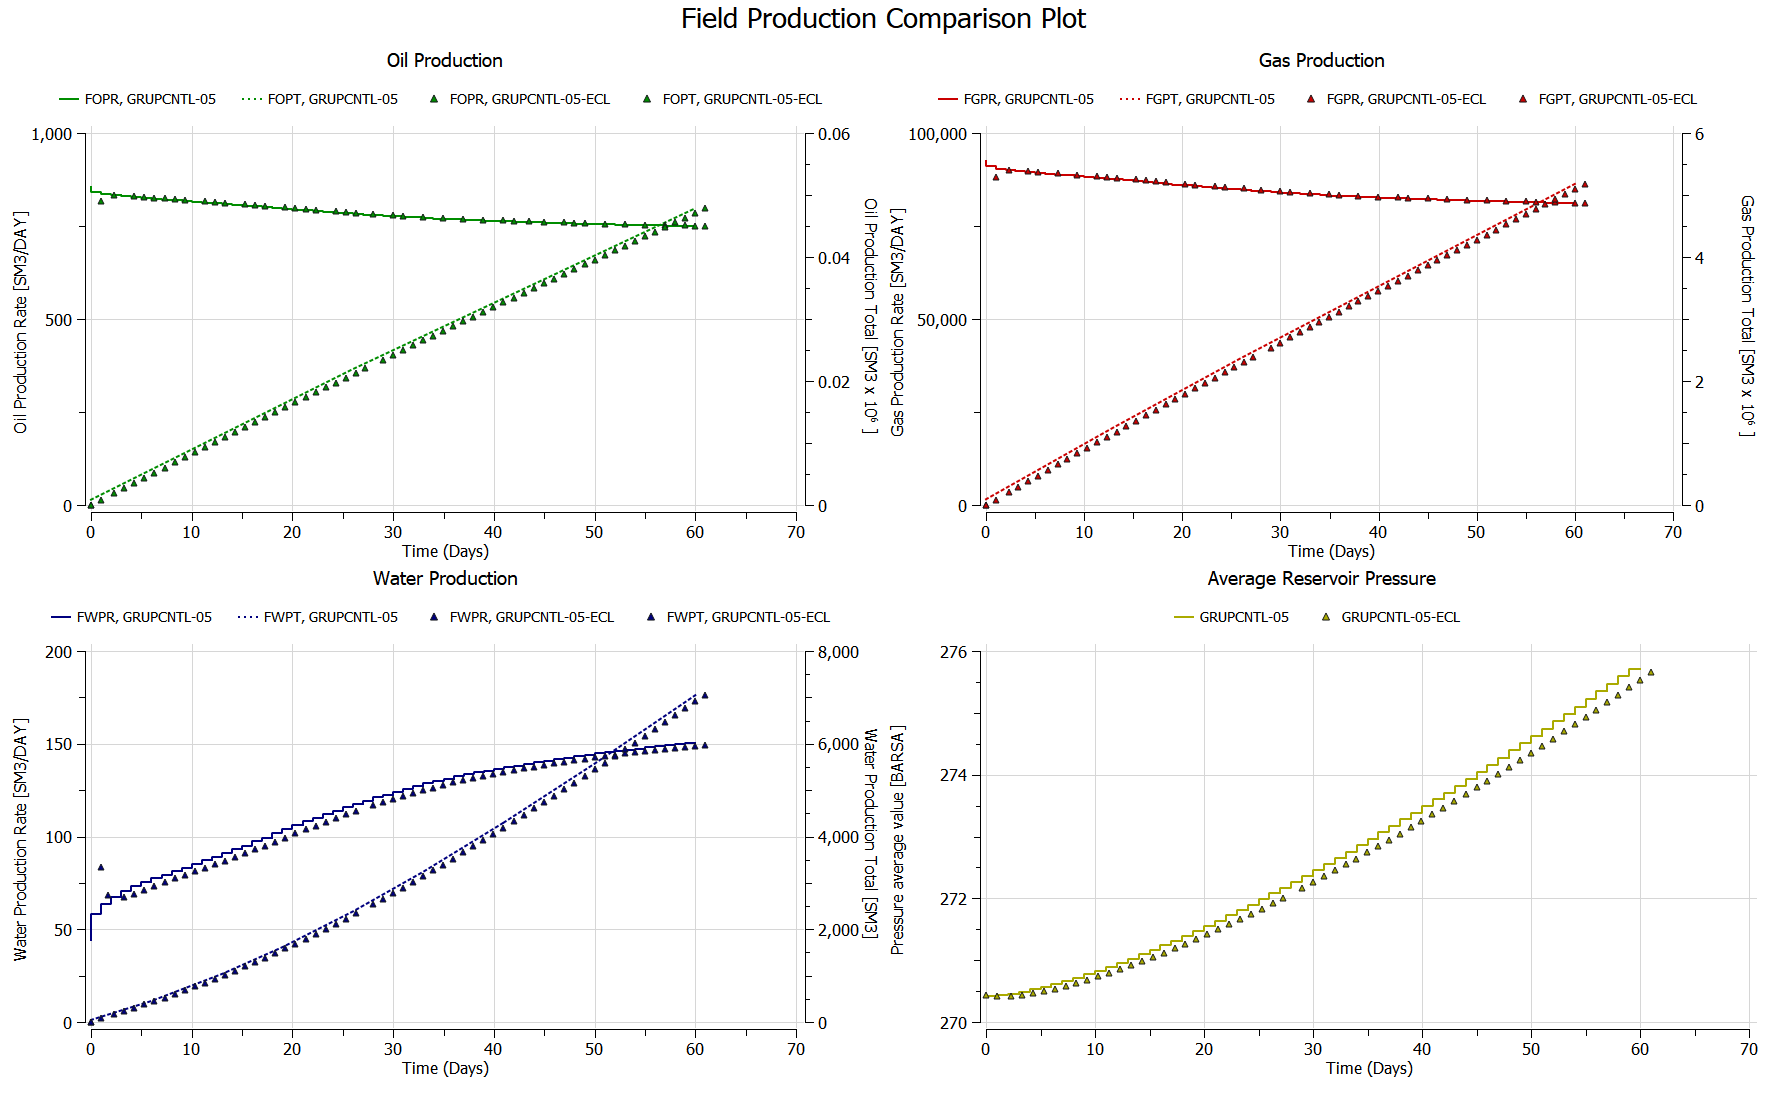 Field Production Comparison Plot
Oil Production
FOPR, GRUPCNTL-05 FOPT, GRUPCNTL-05 FOPR, GRUPCNTL-05-ECL FOPT, GRUPCNTL-05-ECL
Oil Production Rate [SM3/DAY]
1,000
500
0
0.06
0.04
0.02
0
Oil Production Total [SM3 x 10⁶ ]
0 10 20 30 40 50 60 70
Time (Days)
Gas Production
FGPR, GRUPCNTL-05 FGPT, GRUPCNTL-05 FGPR, GRUPCNTL-05-ECL FGPT, GRUPCNTL-05-ECL
Gas Production Rate [SM3/DAY]
100,000
50,000
0
6
4
2
0
Gas Production Total [SM3 x 10⁶ ]
0 10 20 30 40 50 60 70
Time (Days)
Water Production
FWPR, GRUPCNTL-05 FWPT, GRUPCNTL-05 FWPR, GRUPCNTL-05-ECL FWPT, GRUPCNTL-05-ECL
Water Production Rate [SM3/DAY]
200
150
100
50
0
8,000
6,000
4,000
2,000
0
Water Production Total [SM3]
0 10 20 30 40 50 60 70
Time (Days)
Average Reservoir Pressure
GRUPCNTL-05 GRUPCNTL-05-ECL
Pressure average value [BARSA]
276
274
272
270
0 10 20 30 40 50 60 70
Time (Days)